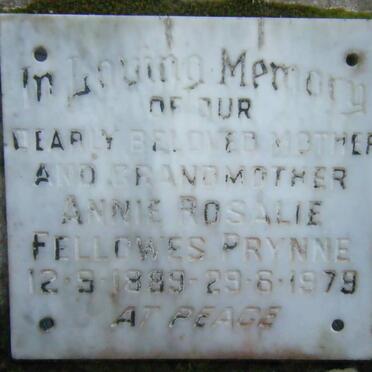 In Loving Memory
OF OUR
DEARLY BELOVED MOTHER
AND GRANDMOTHER
ANNIE ROSALIE
FELLOWES PRYNNE
12-9-1889-29-6-1979
AT PEACE